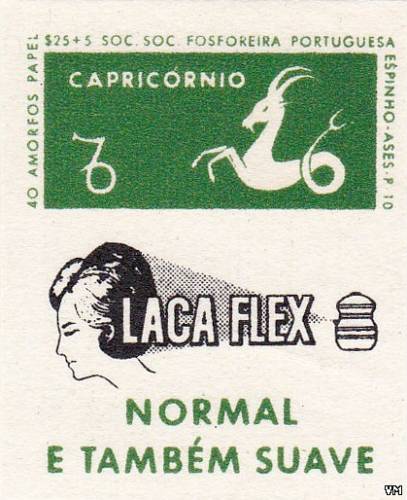 $25+5 SOC. SOC. FOSFOREIRA PORTUGUESA
ESPINHO-ASES-P 10
40 AMORFOS PAPEL
CAPRICÓRNIO
LACA FLEX
NORMAL
E TAMBÉM SUAVE
VM